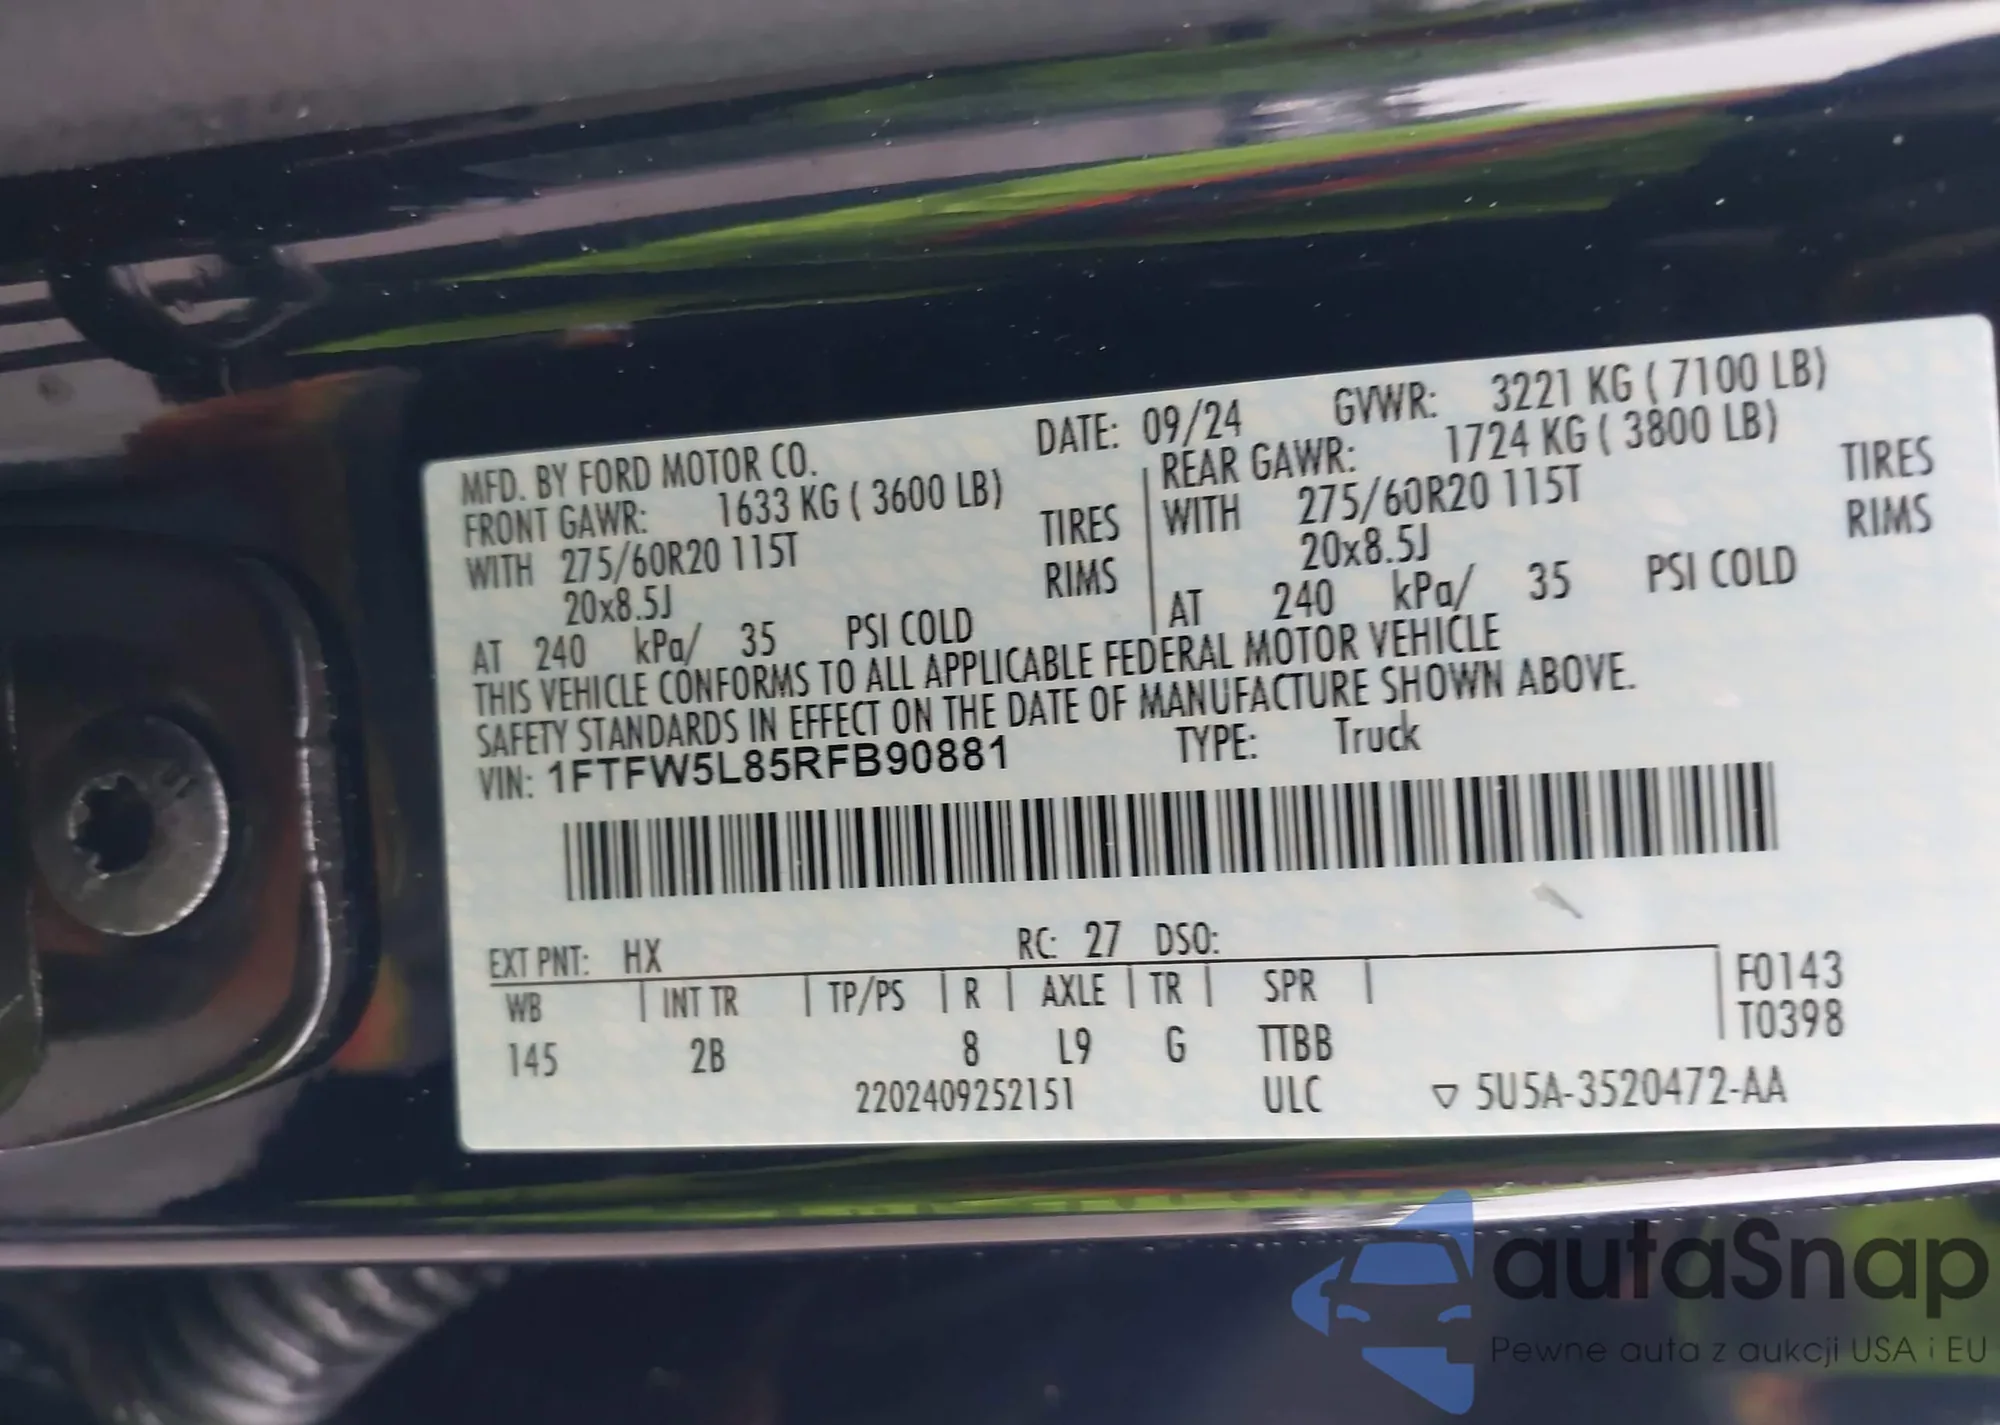 MFD. BY FORD MOTOR CO. DATE: 09/24 GVWR: 3221 KG ( 7100 LB)
FRONT GAWR: 1633 KG ( 3600 LB) REAR GAWR: 1724 KG ( 3800 LB)
WITH 275/60R20 115T TIRES WITH 275/60R20 115T TIRES
20x8.5J RIMS 20x8.5J RIMS
AT 240 kPa/ 35 PSI COLD AT 240 kPa/ 35 PSI COLD
THIS VEHICLE CONFORMS TO ALL APPLICABLE FEDERAL MOTOR VEHICLE
SAFETY STANDARDS IN EFFECT ON THE DATE OF MANUFACTURE SHOWN ABOVE.
VIN: 1FTFW5L85RFB90881 TYPE: Truck
EXT PNT: HX RC: 27 DSO:
WB INT TR TP/PS R AXLE TR SPR F0143
T0398
145 2B 8 L9 G TTBB
2202409252151 ULC ▽ 5U5A-3520472-AA
autaSnap
Pewne auta z aukcji USA i EU